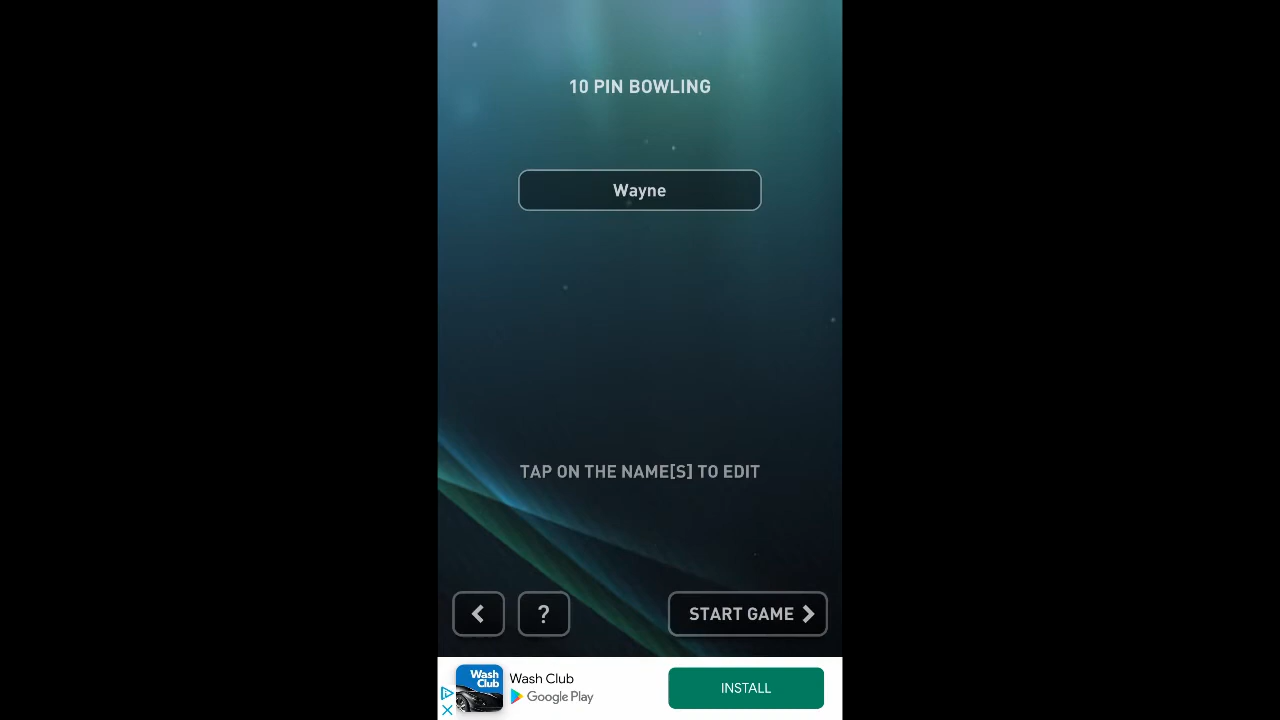 10 PIN BOWLING
Wayne
TAP ON THE NAME[S] TO EDIT
?
START GAME
Wash Club
Wash Club
Google Play
INSTALL